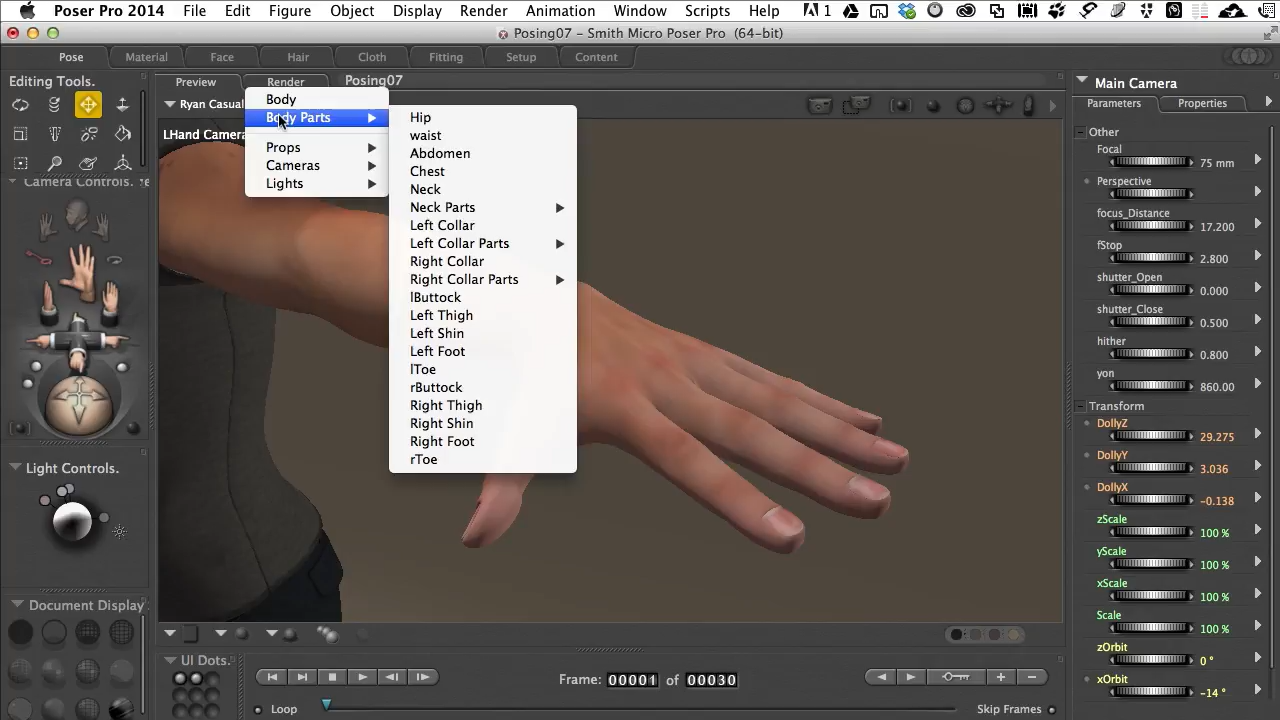 Poser Pro 2014 File Edit Figure Object Display Render Animation Window Scripts Help 1
Posing07 – Smith Micro Poser Pro (64-bit)
Pose Material Face Hair Cloth Fitting Setup Content
Editing Tools.
Preview Render Posing07
Ryan Casual
LHand Camera
Body
Body Parts
Props
Cameras
Lights
Hip
waist
Abdomen
Chest
Neck
Neck Parts
Left Collar
Left Collar Parts
Right Collar
Right Collar Parts
lButtock
Left Thigh
Left Shin
Left Foot
lToe
rButtock
Right Thigh
Right Shin
Right Foot
rToe
Camera Controls.
Light Controls.
Document Display
UI Dots.
Frame: 00001 of 00030
Loop
Skip Frames
Main Camera
Parameters Properties
Other
Focal
75 mm
Perspective
focus_Distance
17.200
fStop
2.800
shutter_Open
0.000
shutter_Close
0.500
hither
0.800
yon
860.00
Transform
DollyZ
29.275
DollyY
3.036
DollyX
-0.138
zScale
100 %
yScale
100 %
xScale
100 %
Scale
100 %
zOrbit
0 °
xOrbit
-14 °